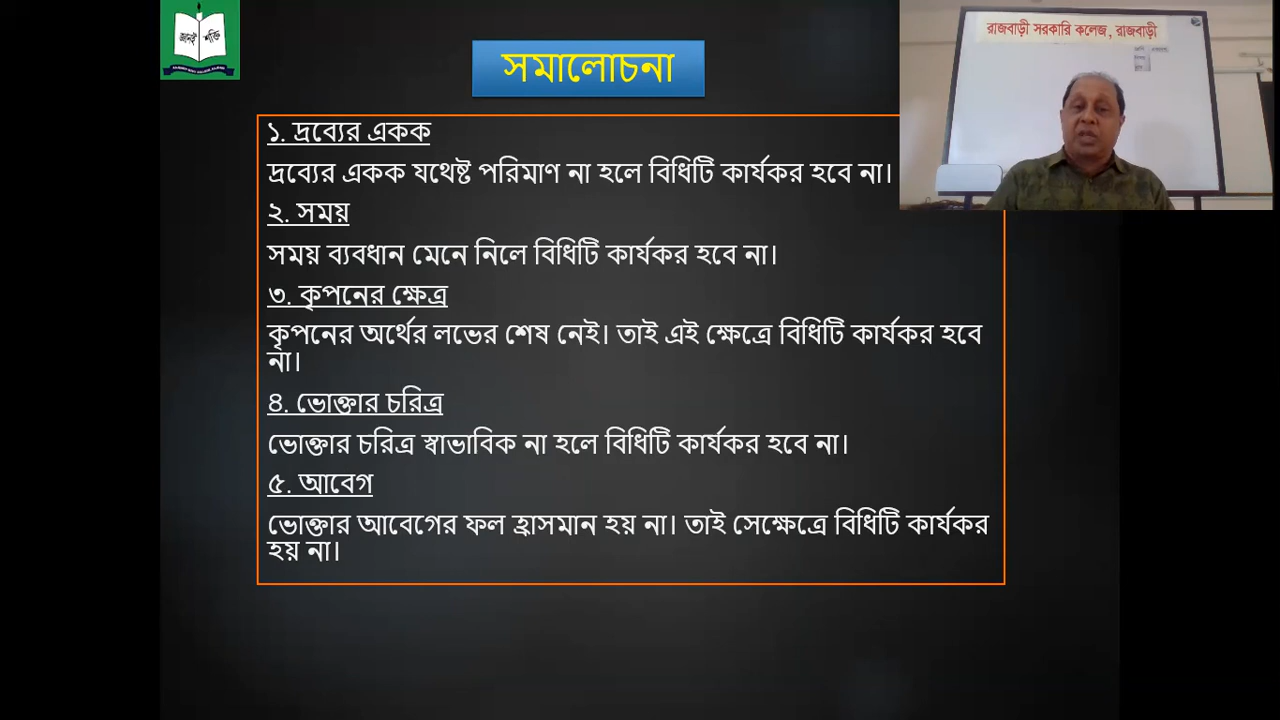 জ্ঞানই শক্তি
রাজবাড়ী সরকারি কলেজ, রাজবাড়ী
সমালোচনা
১. দ্রব্যের একক
দ্রব্যের একক যথেষ্ট পরিমাণ না হলে বিধিটি কার্যকর হবে না।
২. সময়
সময় ব্যবধান মেনে নিলে বিধিটি কার্যকর হবে না।
৩. কৃপনের ক্ষেত্র
কৃপনের অর্থের লভের শেষ নেই। তাই এই ক্ষেত্রে বিধিটি কার্যকর হবে
না।
৪. ভোক্তার চরিত্র
ভোক্তার চরিত্র স্বাভাবিক না হলে বিধিটি কার্যকর হবে না।
৫. আবেগ
ভোক্তার আবেগের ফল হ্রাসমান হয় না। তাই সেক্ষেত্রে বিধিটি কার্যকর
হয় না।